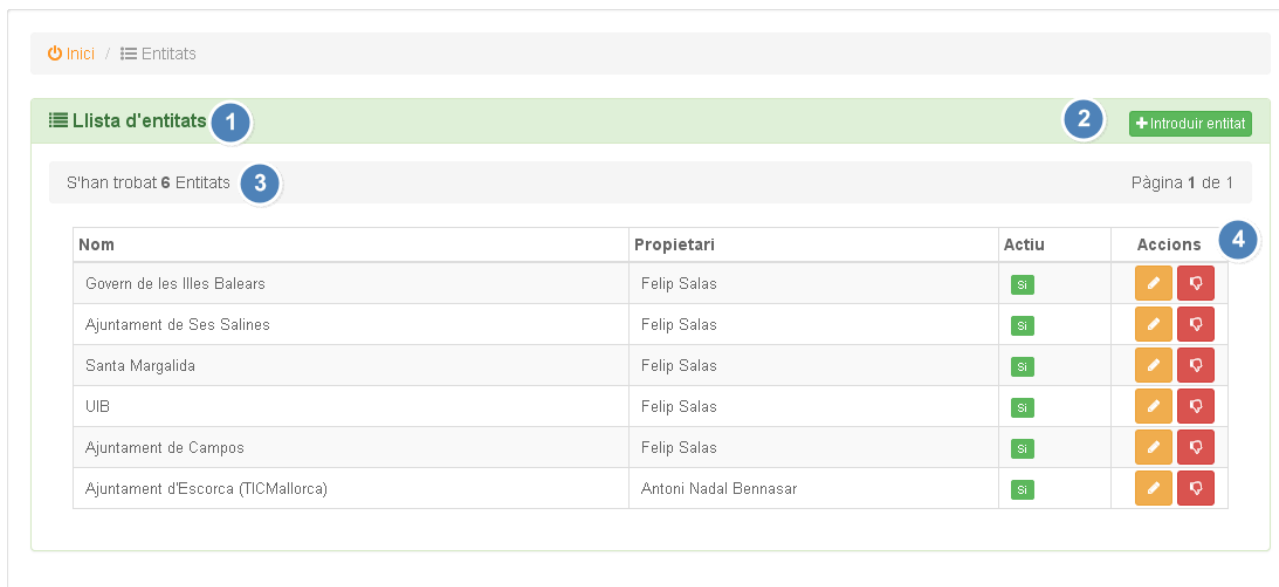 Inici / Entitats
Llista d'entitats 1 2 Introduir entitat
S'han trobat 6 Entitats 3 Pàgina 1 de 1
Nom Propietari Actiu Accions 4
Govern de les Illes Balears Felip Salas Si
Ajuntament de Ses Salines Felip Salas Si
Santa Margalida Felip Salas Si
UIB Felip Salas Si
Ajuntament de Campos Felip Salas Si
Ajuntament d'Escorca (TICMallorca) Antoni Nadal Bennasar Si